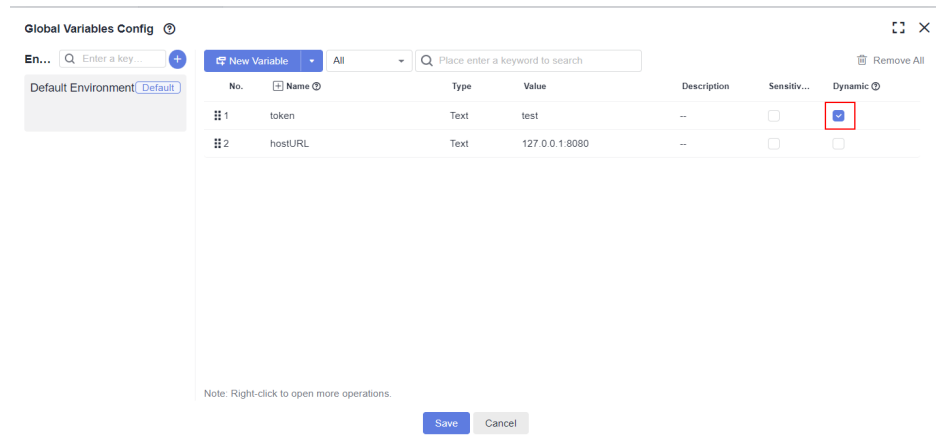 Global Variables Config
En... Enter a key... New Variable All Place enter a keyword to search Remove All
Default Environment Default
No. Name Type Value Description Sensitiv... Dynamic
1 token Text test --
2 hostURL Text 127.0.0.1:8080 --
Note: Right-click to open more operations.
Save Cancel